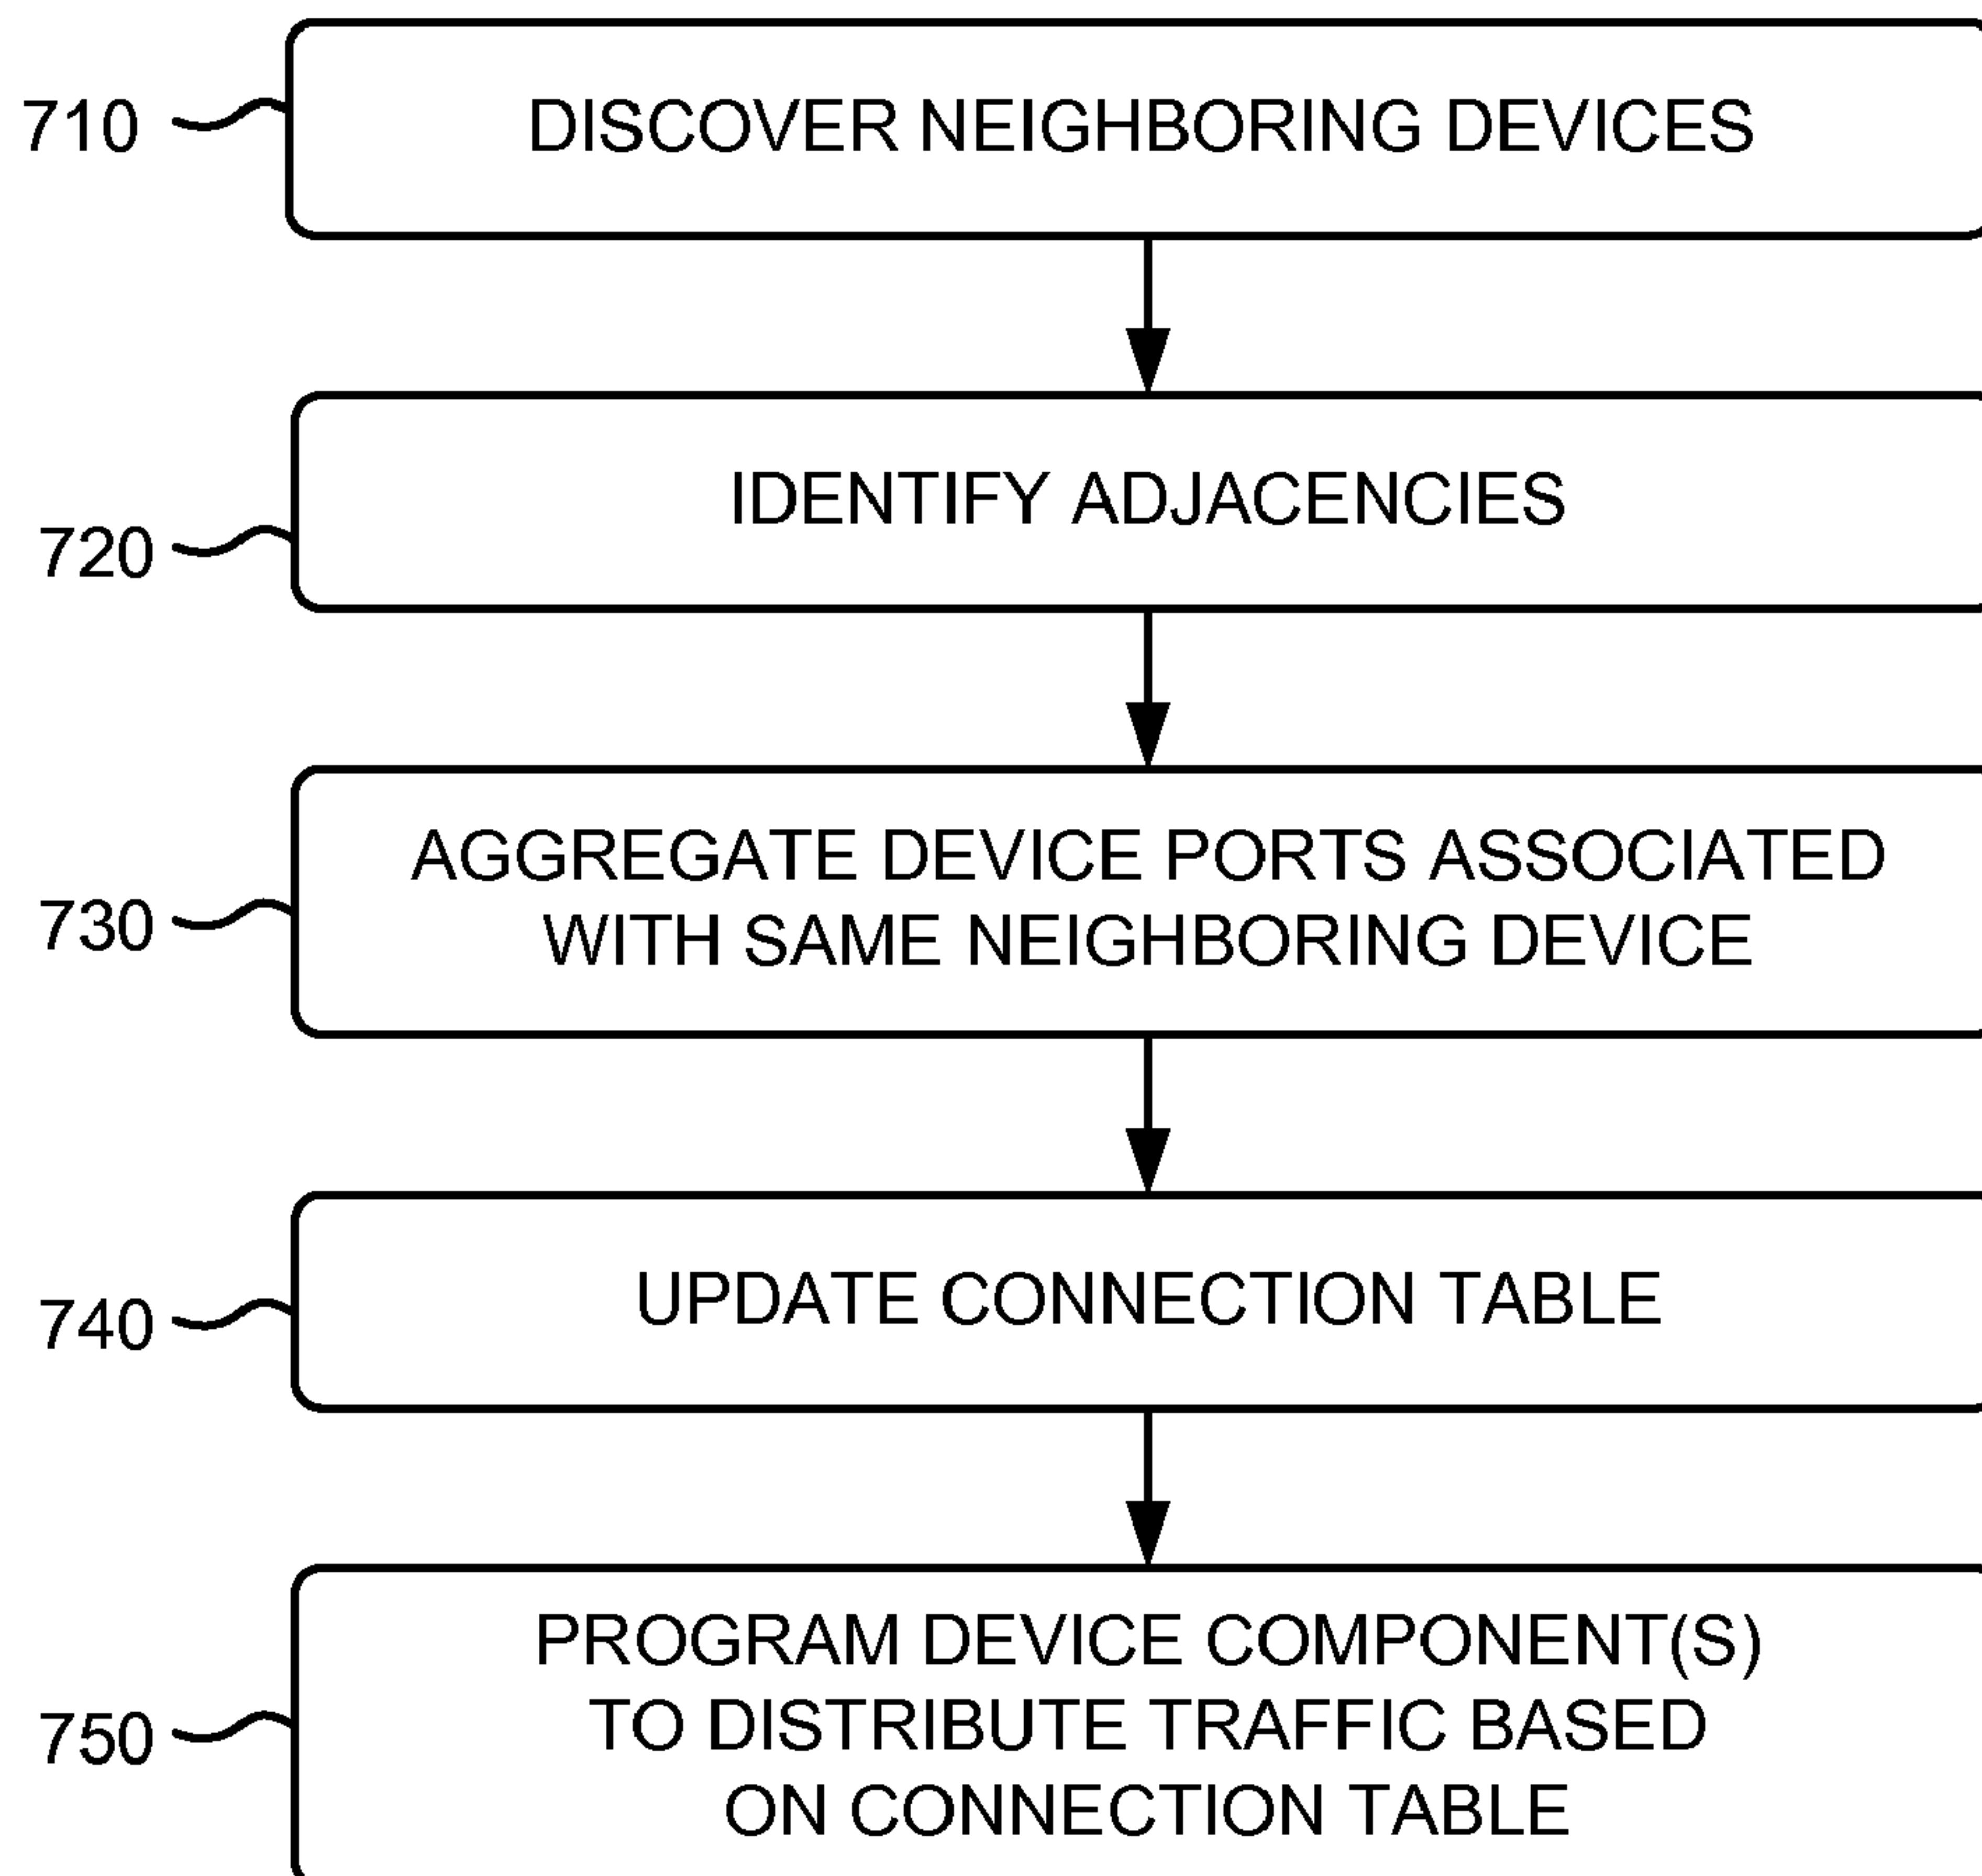 710
DISCOVER NEIGHBORING DEVICES
720
IDENTIFY ADJACENCIES
730
AGGREGATE DEVICE PORTS ASSOCIATED
WITH SAME NEIGHBORING DEVICE
740
UPDATE CONNECTION TABLE
750
PROGRAM DEVICE COMPONENT(S)
TO DISTRIBUTE TRAFFIC BASED
ON CONNECTION TABLE